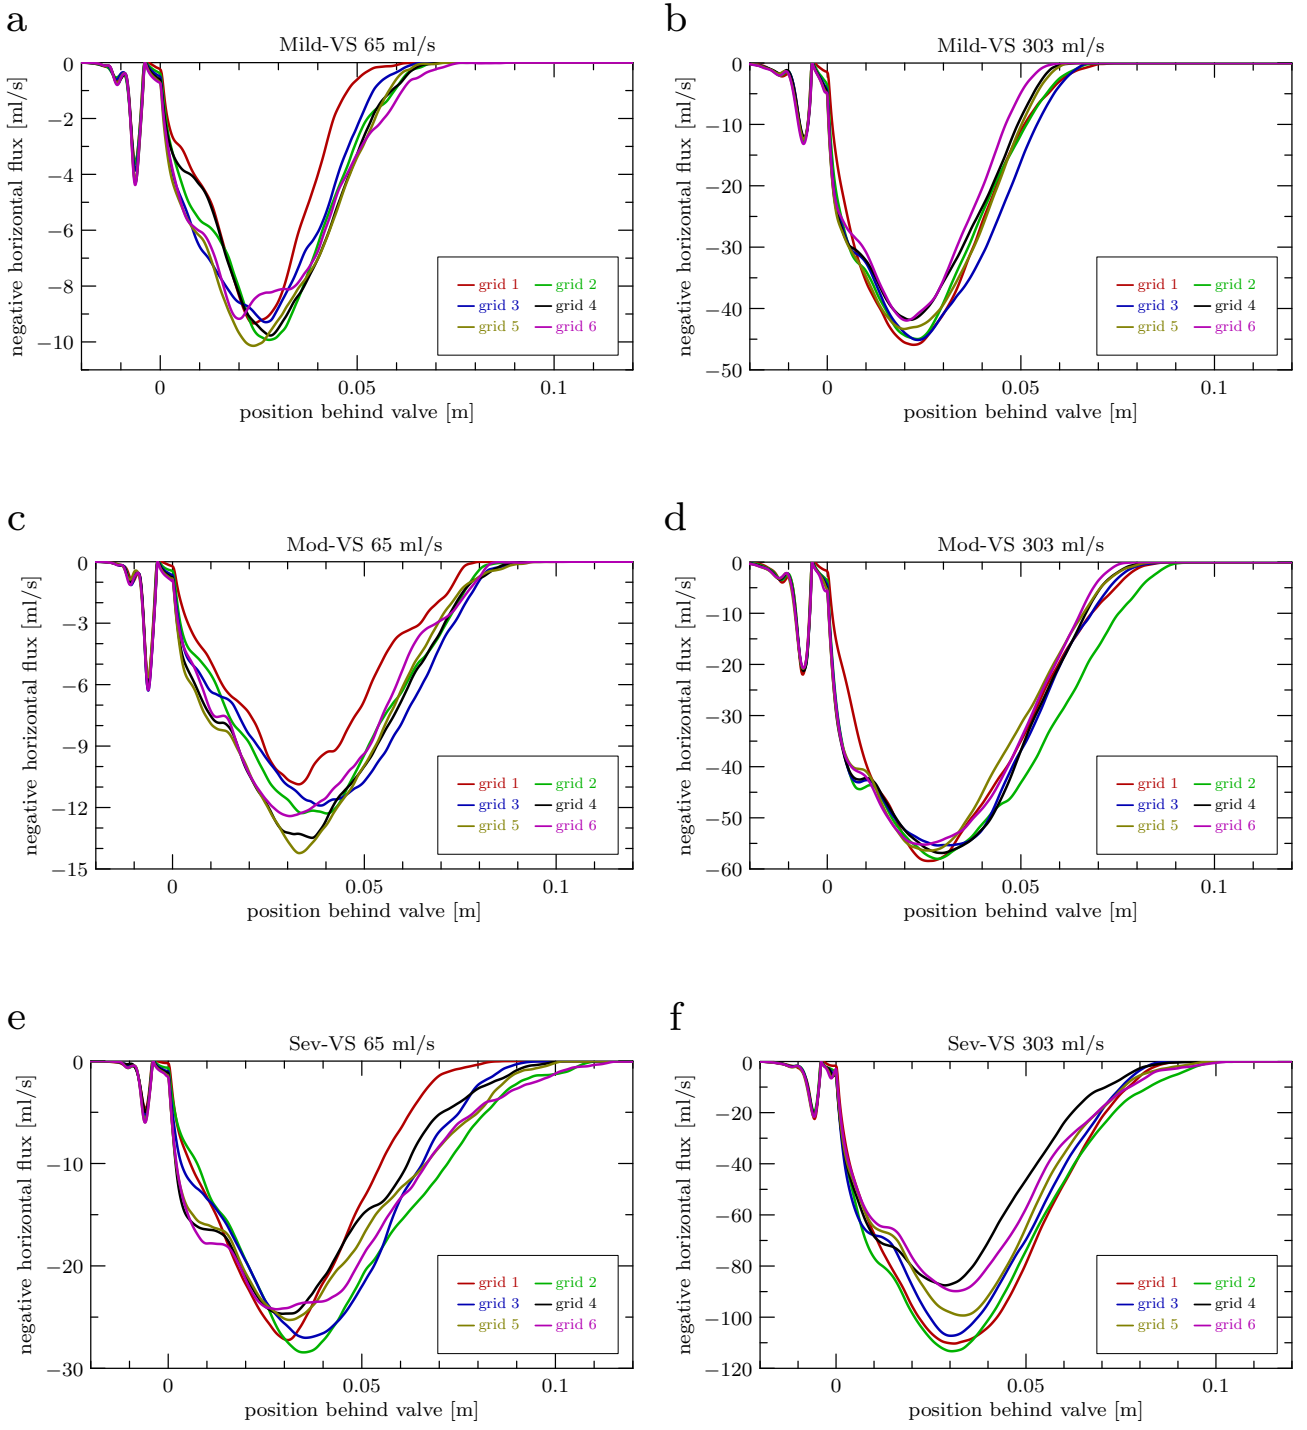 a
Mild-VS 65 ml/s
negative horizontal flux [ml/s]
0
−2
−4
−6
−8
−10
grid 1 grid 2
grid 3 grid 4
grid 5 grid 6
0 0.05 0.1
position behind valve [m]
b
Mild-VS 303 ml/s
negative horizontal flux [ml/s]
0
−10
−20
−30
−40
−50
grid 1 grid 2
grid 3 grid 4
grid 5 grid 6
0 0.05 0.1
position behind valve [m]
c
Mod-VS 65 ml/s
negative horizontal flux [ml/s]
0
−3
−6
−9
−12
−15
grid 1 grid 2
grid 3 grid 4
grid 5 grid 6
0 0.05 0.1
position behind valve [m]
d
Mod-VS 303 ml/s
negative horizontal flux [ml/s]
0
−10
−20
−30
−40
−50
−60
grid 1 grid 2
grid 3 grid 4
grid 5 grid 6
0 0.05 0.1
position behind valve [m]
e
Sev-VS 65 ml/s
negative horizontal flux [ml/s]
0
−10
−20
−30
grid 1 grid 2
grid 3 grid 4
grid 5 grid 6
0 0.05 0.1
position behind valve [m]
f
Sev-VS 303 ml/s
negative horizontal flux [ml/s]
0
−20
−40
−60
−80
−100
−120
grid 1 grid 2
grid 3 grid 4
grid 5 grid 6
0 0.05 0.1
position behind valve [m]